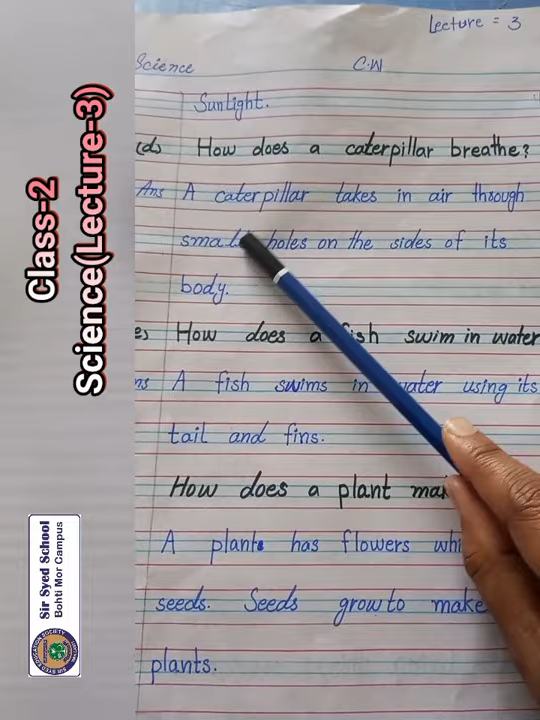 Lecture = 3
Science C.W
Sunlight.
(d) How does a caterpillar breathe?
Ans A caterpillar takes in air through
small holes on the sides of its
body.
e) How does a fish swim in water
ns A fish swims in water using its
tail and fins.
How does a plant
A plant has flowers
seeds. Seeds grow to make
plants.
Class-2
Science(Lecture-3)
Sir Syed School
Bohti Mor Campus